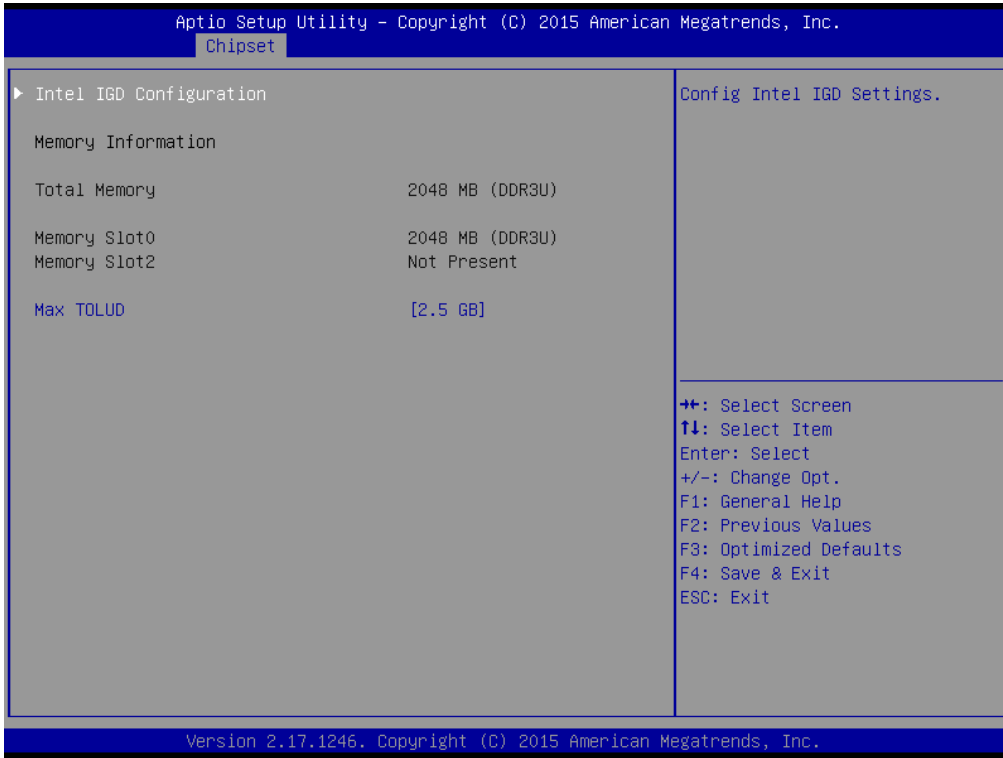 Aptio Setup Utility – Copyright (C) 2015 American Megatrends, Inc.
Chipset
▶ Intel IGD Configuration
Memory Information
Total Memory 2048 MB (DDR3U)
Memory Slot0 2048 MB (DDR3U)
Memory Slot2 Not Present
Max TOLUD [2.5 GB]
Config Intel IGD Settings.
→←: Select Screen
↑↓: Select Item
Enter: Select
+/-: Change Opt.
F1: General Help
F2: Previous Values
F3: Optimized Defaults
F4: Save & Exit
ESC: Exit
Version 2.17.1246. Copyright (C) 2015 American Megatrends, Inc.